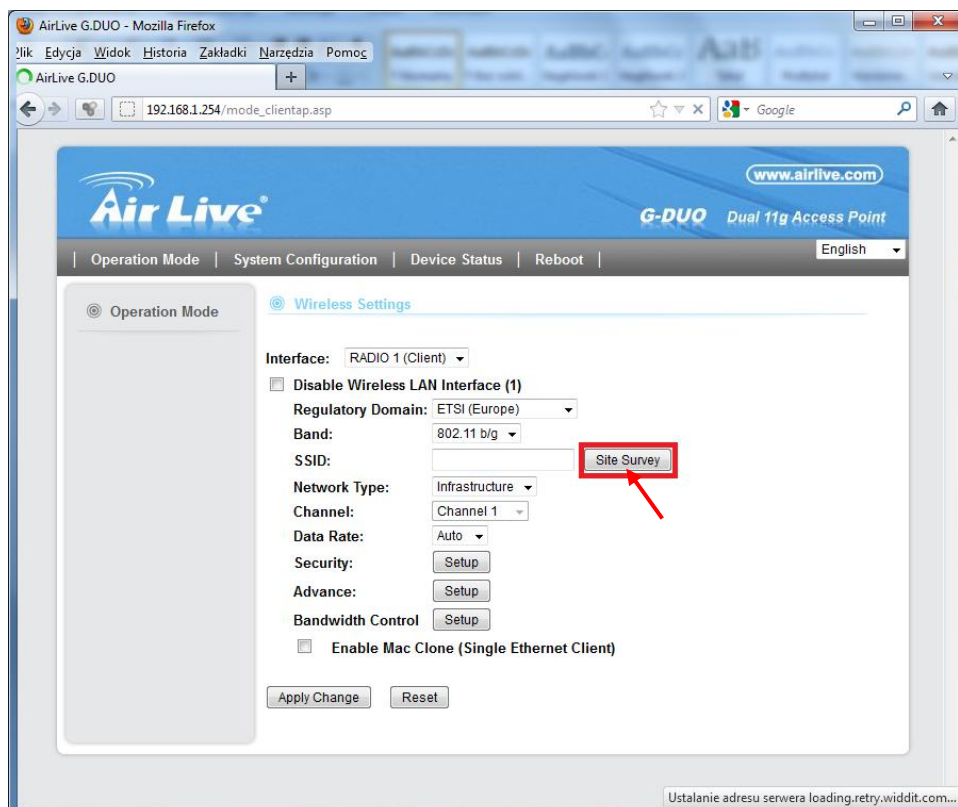 AirLive G.DUO - Mozilla Firefox
Plik Edycja Widok Historia Zakładki Narzędzia Pomoc
AirLive G.DUO
192.168.1.254/mode_clientap.asp Google
www.airlive.com
Air Live® G-DUO Dual 11g Access Point
| Operation Mode | System Configuration | Device Status | Reboot | English
Operation Mode
Wireless Settings
Interface: RADIO 1 (Client)
Disable Wireless LAN Interface (1)
Regulatory Domain: ETSI (Europe)
Band: 802.11 b/g
SSID: Site Survey
Network Type: Infrastructure
Channel: Channel 1
Data Rate: Auto
Security: Setup
Advance: Setup
Bandwidth Control Setup
Enable Mac Clone (Single Ethernet Client)
Apply Change Reset
Ustalanie adresu serwera loading.retry.widdit.com...